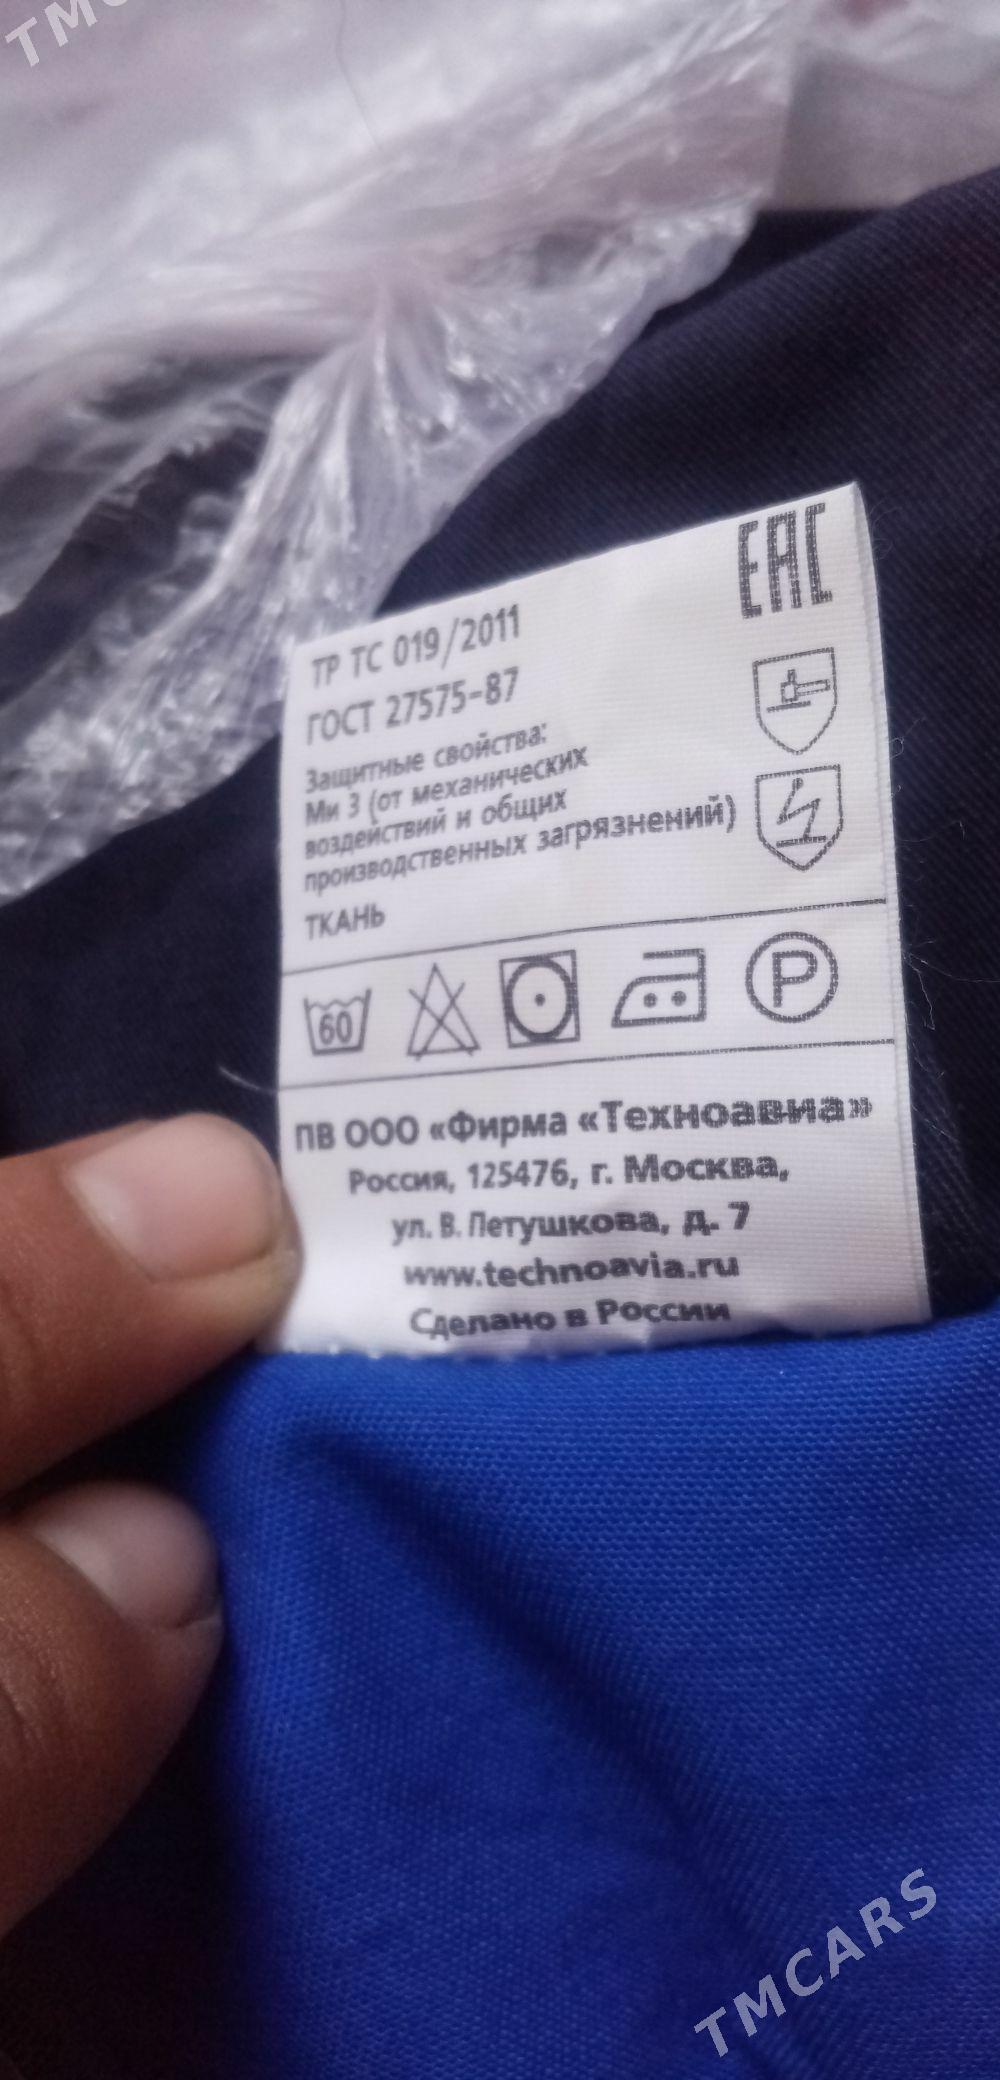 EAC
ТР ТС 019/2011
ГОСТ 27575-87
Защитные свойства:
Ми 3 (от механических
воздействий и общих
производственных загрязнений)
ТКАНЬ
60
P
ПВ ООО «Фирма «Техноавиа»
Россия, 125476, г. Москва,
ул. В. Петушкова, д. 7
www.technoavia.ru
Сделано в России
TMCARS